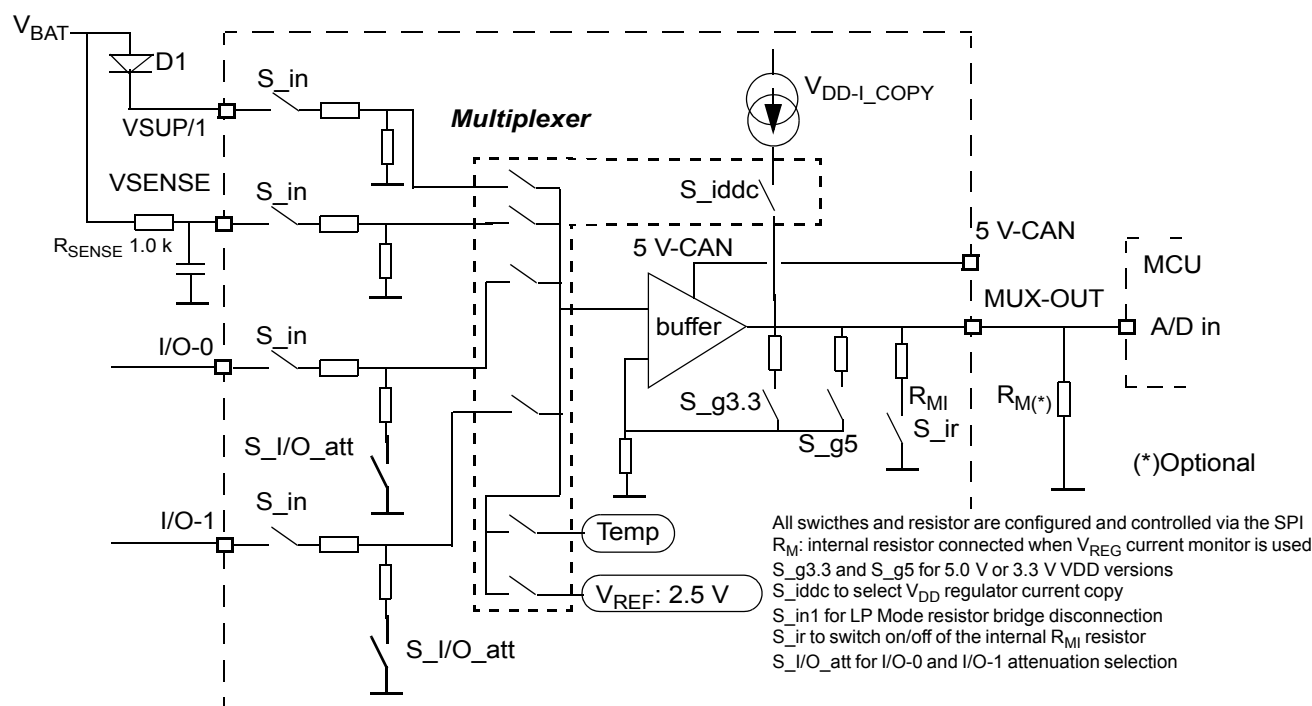 VBAT
D1
S_in
VDD-I_COPY
VSUP/1
Multiplexer
VSENSE
S_in
S_iddc
RSENSE 1.0 k
5 V-CAN
5 V-CAN
MCU
MUX-OUT
buffer
A/D in
I/O-0
S_in
S_g3.3
RMI
RM(*)
S_ir
S_g5
S_I/O_att
(*)Optional
S_in
I/O-1
Temp
VREF: 2.5 V
S_I/O_att
All swicthes and resistor are configured and controlled via the SPI
RM: internal resistor connected when VREG current monitor is used
S_g3.3 and S_g5 for 5.0 V or 3.3 V VDD versions
S_iddc to select VDD regulator current copy
S_in1 for LP Mode resistor bridge disconnection
S_ir to switch on/off of the internal RMI resistor
S_I/O_att for I/O-0 and I/O-1 attenuation selection